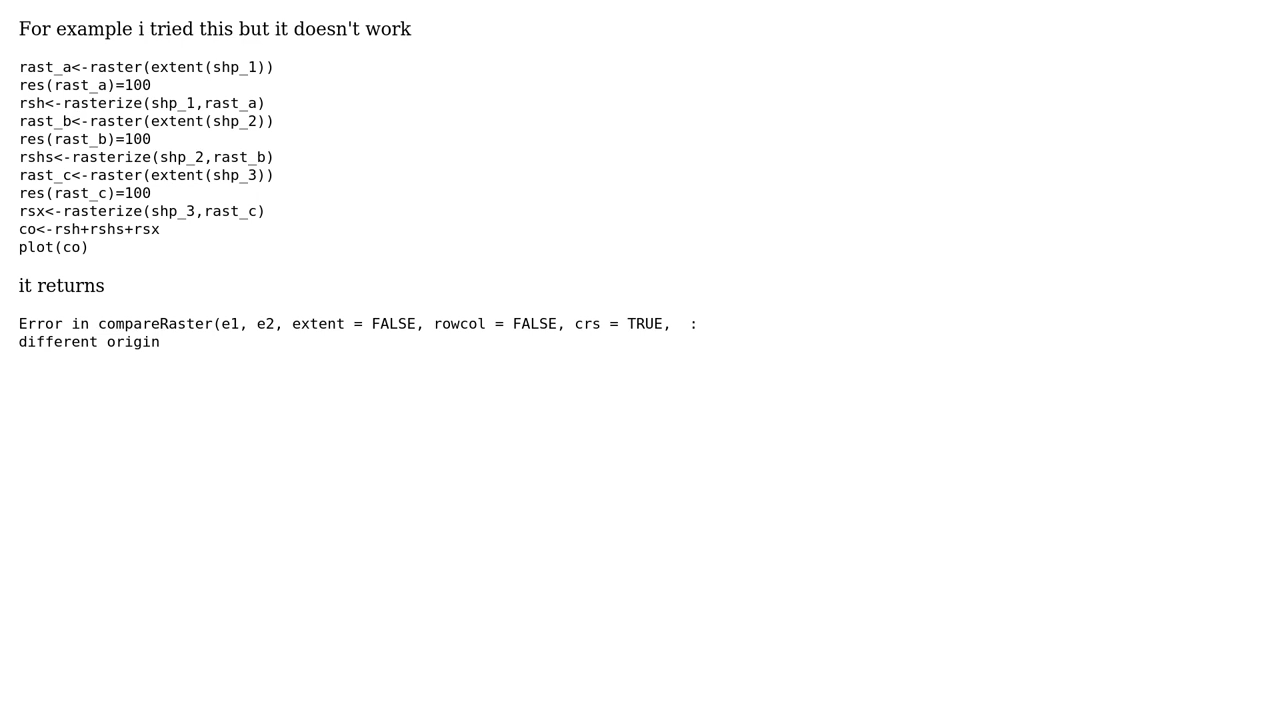 For example i tried this but it doesn't work
rast_a<-raster(extent(shp_1))
res(rast_a)=100
rsh<-rasterize(shp_1,rast_a)
rast_b<-raster(extent(shp_2))
res(rast_b)=100
rshs<-rasterize(shp_2,rast_b)
rast_c<-raster(extent(shp_3))
res(rast_c)=100
rsx<-rasterize(shp_3,rast_c)
co<-rsh+rshs+rsx
plot(co)
it returns
Error in compareRaster(e1, e2, extent = FALSE, rowcol = FALSE, crs = TRUE,  :
different origin